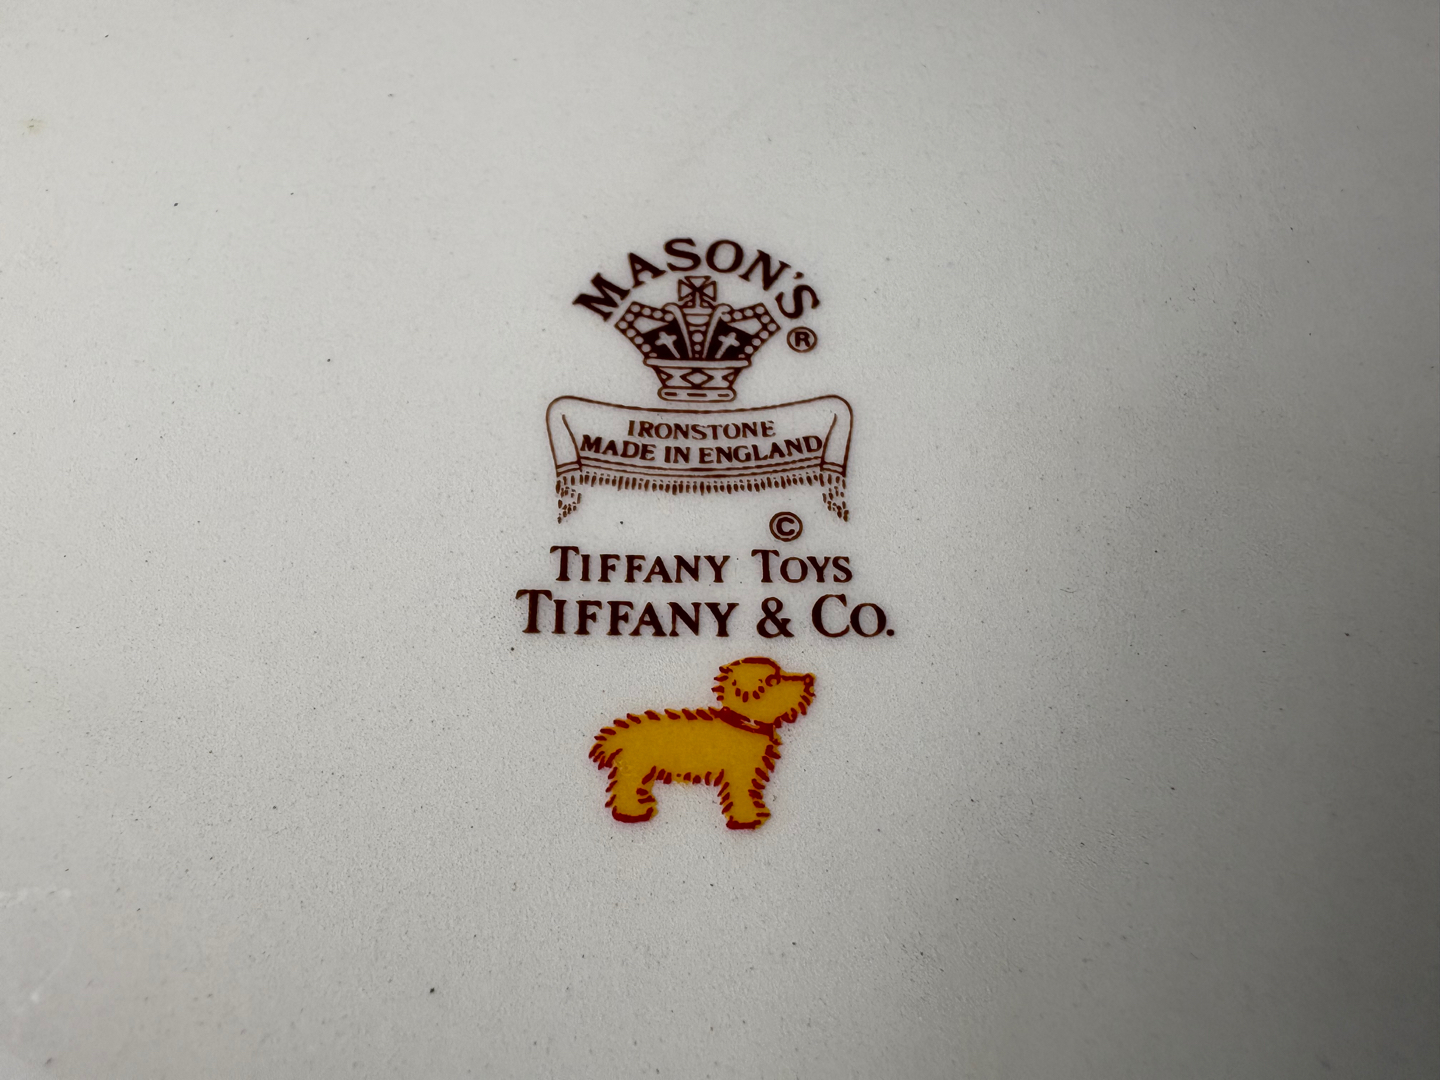 MASON'S
®
IRONSTONE
MADE IN ENGLAND
©
TIFFANY TOYS
TIFFANY & CO.